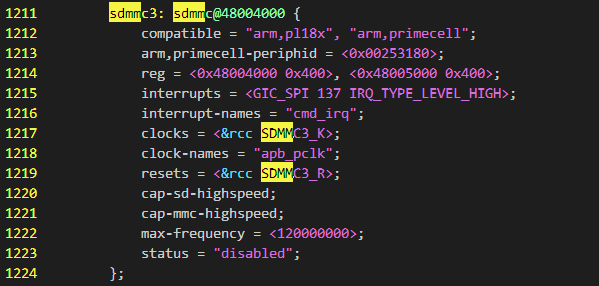 1211 sdmmc3: sdmmc@48004000 {
1212 compatible = "arm,pl18x", "arm,primecell";
1213 arm,primecell-periphid = <0x00253180>;
1214 reg = <0x48004000 0x400>, <0x48005000 0x400>;
1215 interrupts = <GIC_SPI 137 IRQ_TYPE_LEVEL_HIGH>;
1216 interrupt-names = "cmd_irq";
1217 clocks = <&rcc SDMMC3_K>;
1218 clock-names = "apb_pclk";
1219 resets = <&rcc SDMMC3_R>;
1220 cap-sd-highspeed;
1221 cap-mmc-highspeed;
1222 max-frequency = <120000000>;
1223 status = "disabled";
1224 };